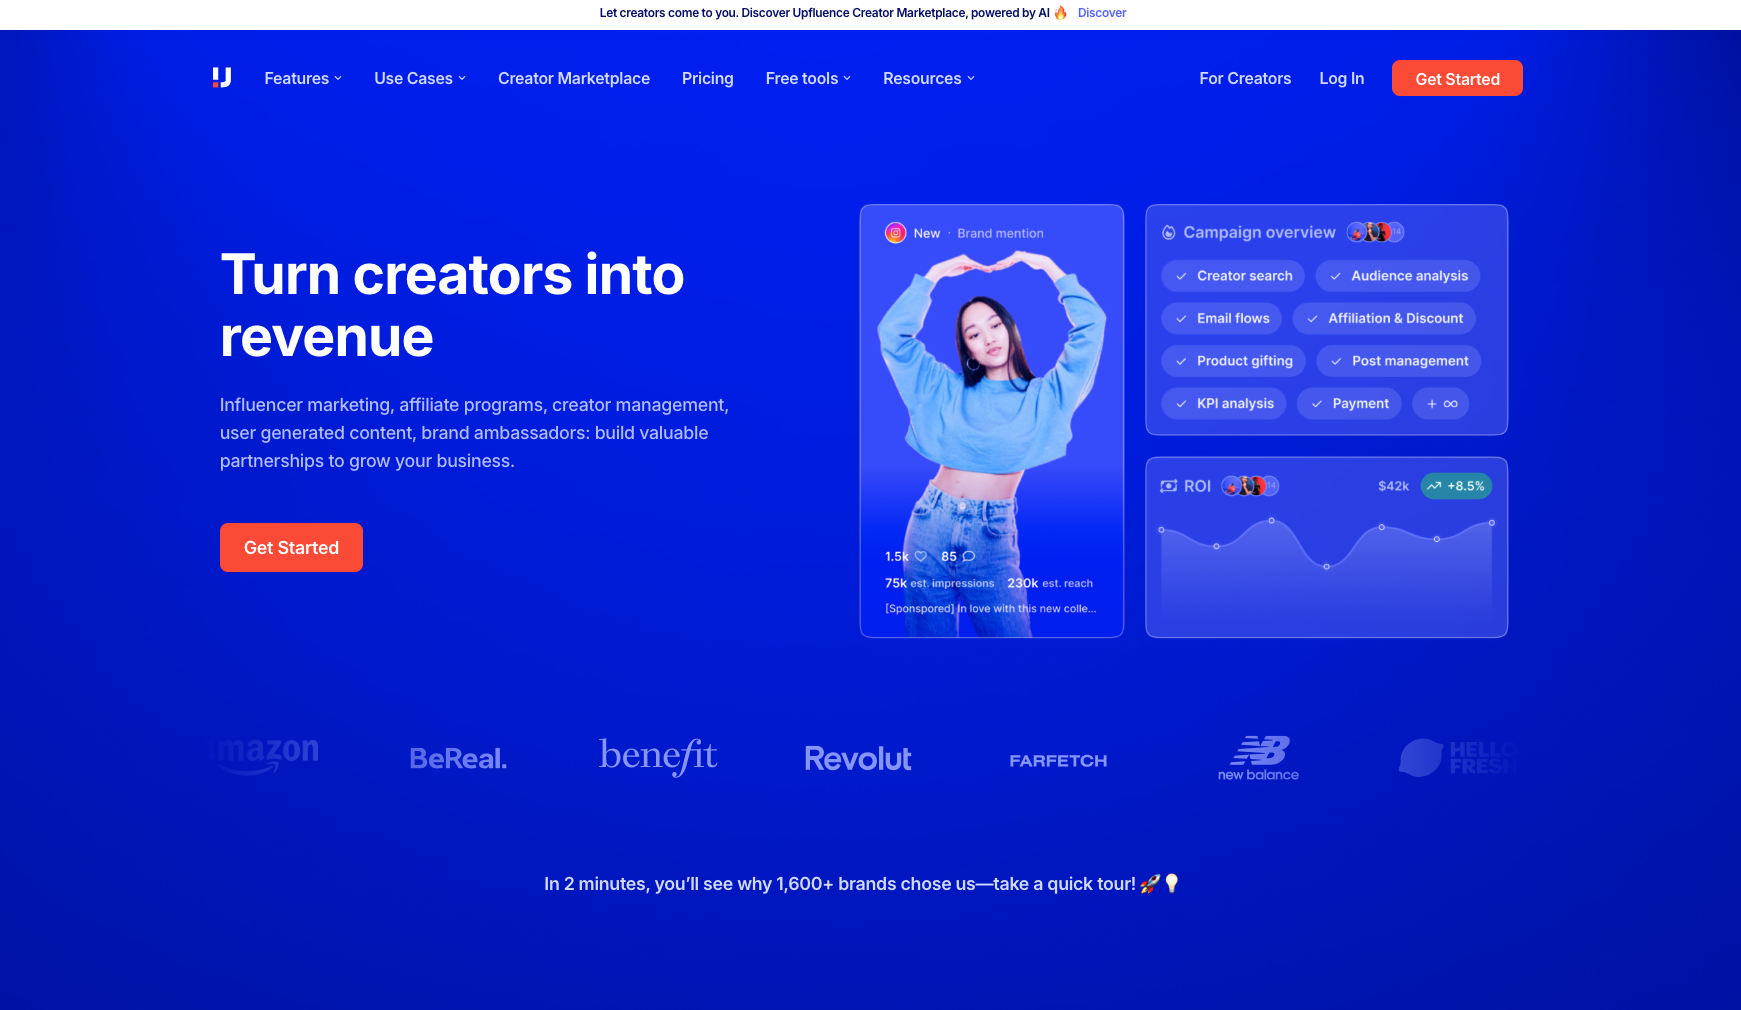 Let creators come to you. Discover Upfluence Creator Marketplace, powered by AI 🔥 Discover
Features Use Cases Creator Marketplace Pricing Free tools Resources For Creators Log In Get Started
Turn creators into
revenue
Influencer marketing, affiliate programs, creator management,
user generated content, brand ambassadors: build valuable
partnerships to grow your business.
Get Started
New · Brand mention
1.5k 85
75k est. impressions 230k est. reach
[Sponspored] In love with this new colle...
Campaign overview
Creator search Audience analysis
Email flows Affiliation & Discount
Product gifting Post management
KPI analysis Payment + ∞
ROI $42k +8.5%
amazon
BeReal.
benefit
Revolut
FARFETCH
new balance
HELLO
FRESH
In 2 minutes, you’ll see why 1,600+ brands chose us—take a quick tour! 🚀💡